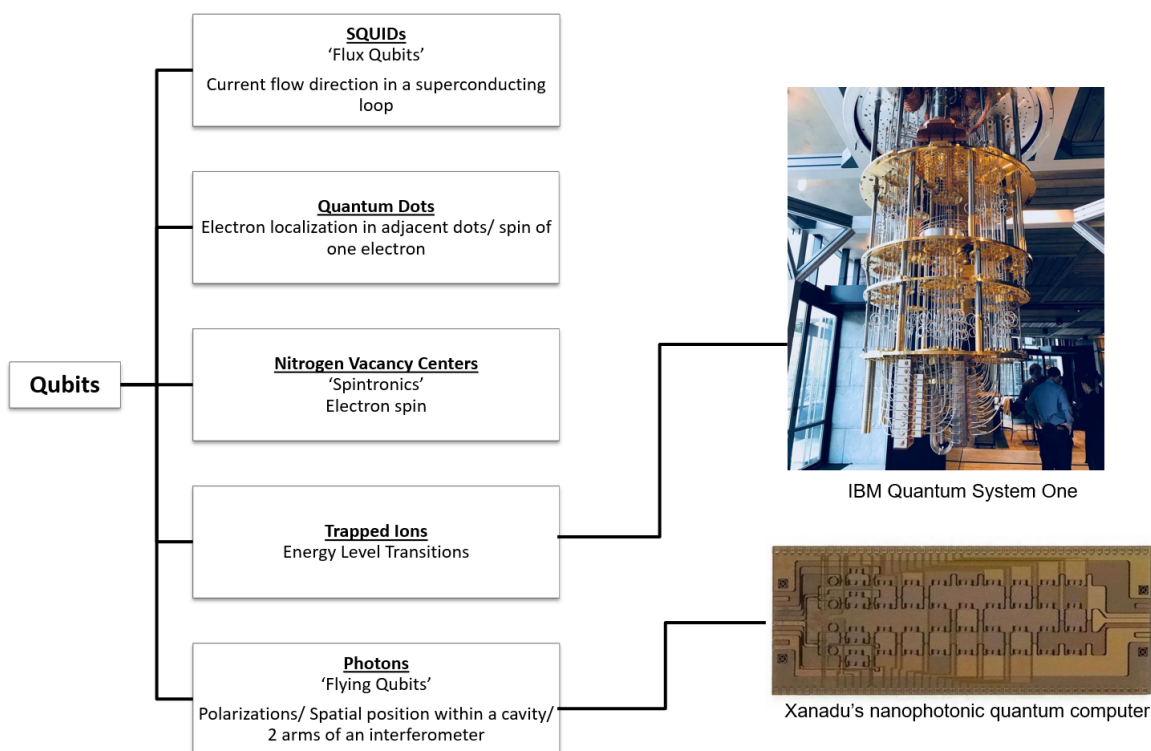 SQUIDs
‘Flux Qubits’
Current flow direction in a superconducting
loop
Quantum Dots
Electron localization in adjacent dots/ spin of
one electron
Nitrogen Vacancy Centers
‘Spintronics’
Electron spin
Qubits
Trapped Ions
Energy Level Transitions
Photons
‘Flying Qubits’
Polarizations/ Spatial position within a cavity/
2 arms of an interferometer
IBM Quantum System One
Xanadu’s nanophotonic quantum computer